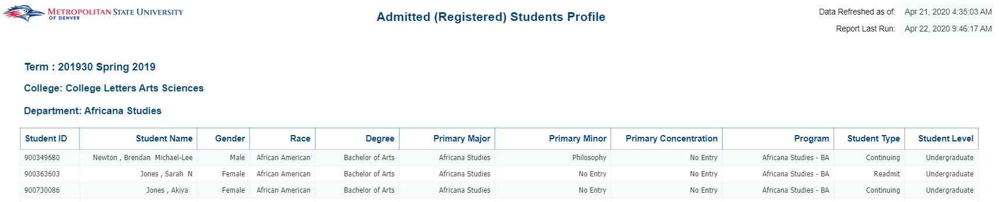 METROPOLITAN STATE UNIVERSITY
OF DENVER
Admitted (Registered) Students Profile
Data Refreshed as of: Apr 21, 2020 4:35:03 AM
Report Last Run: Apr 22, 2020 9:46:17 AM
Term : 201930 Spring 2019
College: College Letters Arts Sciences
Department: Africana Studies
Student ID Student Name Gender Race Degree Primary Major Primary Minor Primary Concentration Program Student Type Student Level
900349680 Newton , Brendan Michael-Lee Male African American Bachelor of Arts Africana Studies Philosophy No Entry Africana Studies - BA Continuing Undergraduate
900363603 Jones , Sarah N Female African American Bachelor of Arts Africana Studies No Entry No Entry Africana Studies - BA Readmit Undergraduate
900730086 Jones , Akiya Female African American Bachelor of Arts Africana Studies No Entry No Entry Africana Studies - BA Continuing Undergraduate